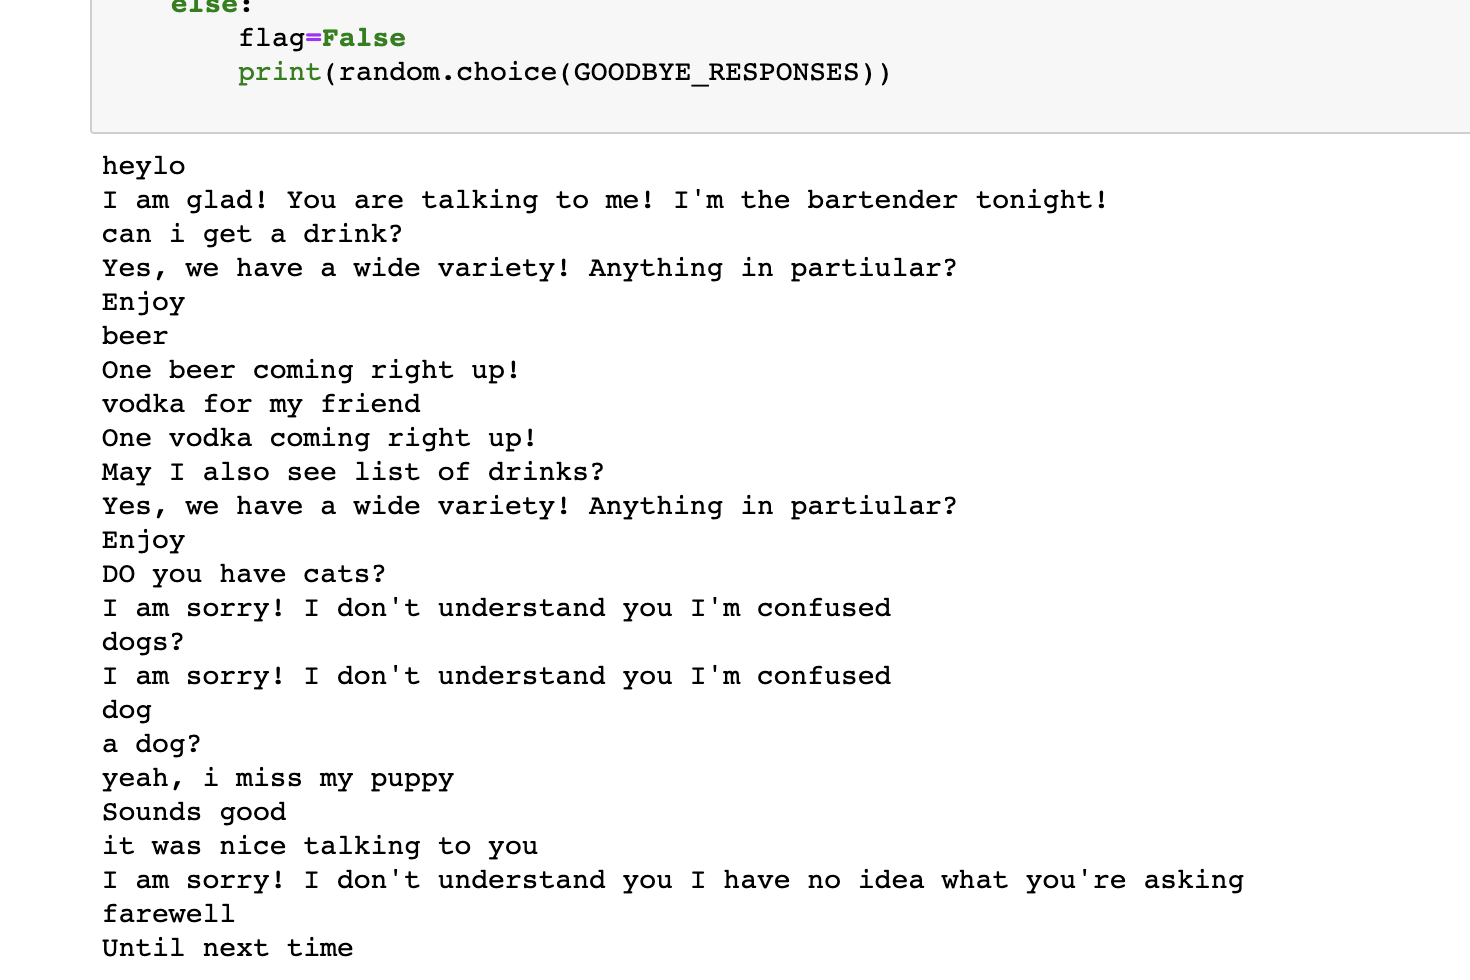 else:
flag=False
print(random.choice(GOODBYE_RESPONSES))
heylo
I am glad! You are talking to me! I'm the bartender tonight!
can i get a drink?
Yes, we have a wide variety! Anything in partiular?
Enjoy
beer
One beer coming right up!
vodka for my friend
One vodka coming right up!
May I also see list of drinks?
Yes, we have a wide variety! Anything in partiular?
Enjoy
DO you have cats?
I am sorry! I don't understand you I'm confused
dogs?
I am sorry! I don't understand you I'm confused
dog
a dog?
yeah, i miss my puppy
Sounds good
it was nice talking to you
I am sorry! I don't understand you I have no idea what you're asking
farewell
Until next time